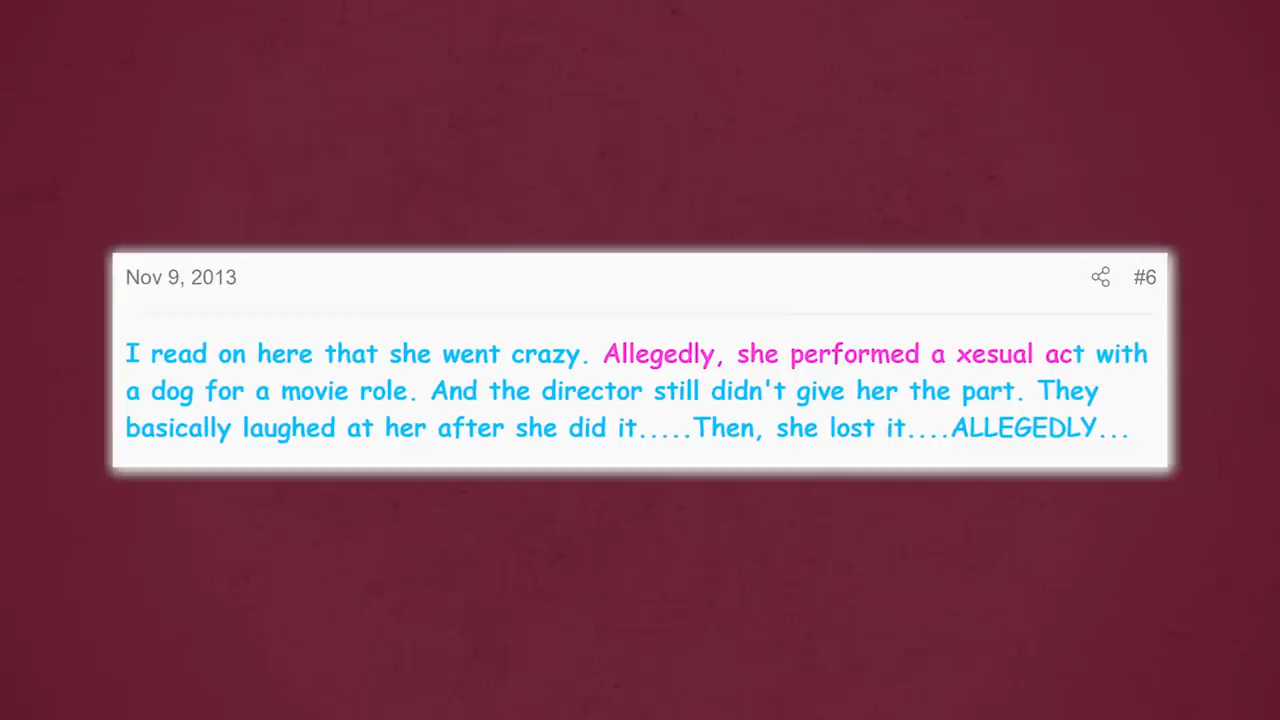 Nov 9, 2013 #6
I read on here that she went crazy. Allegedly, she performed a xesual act with
a dog for a movie role. And the director still didn't give her the part. They
basically laughed at her after she did it.....Then, she lost it....ALLEGEDLY...